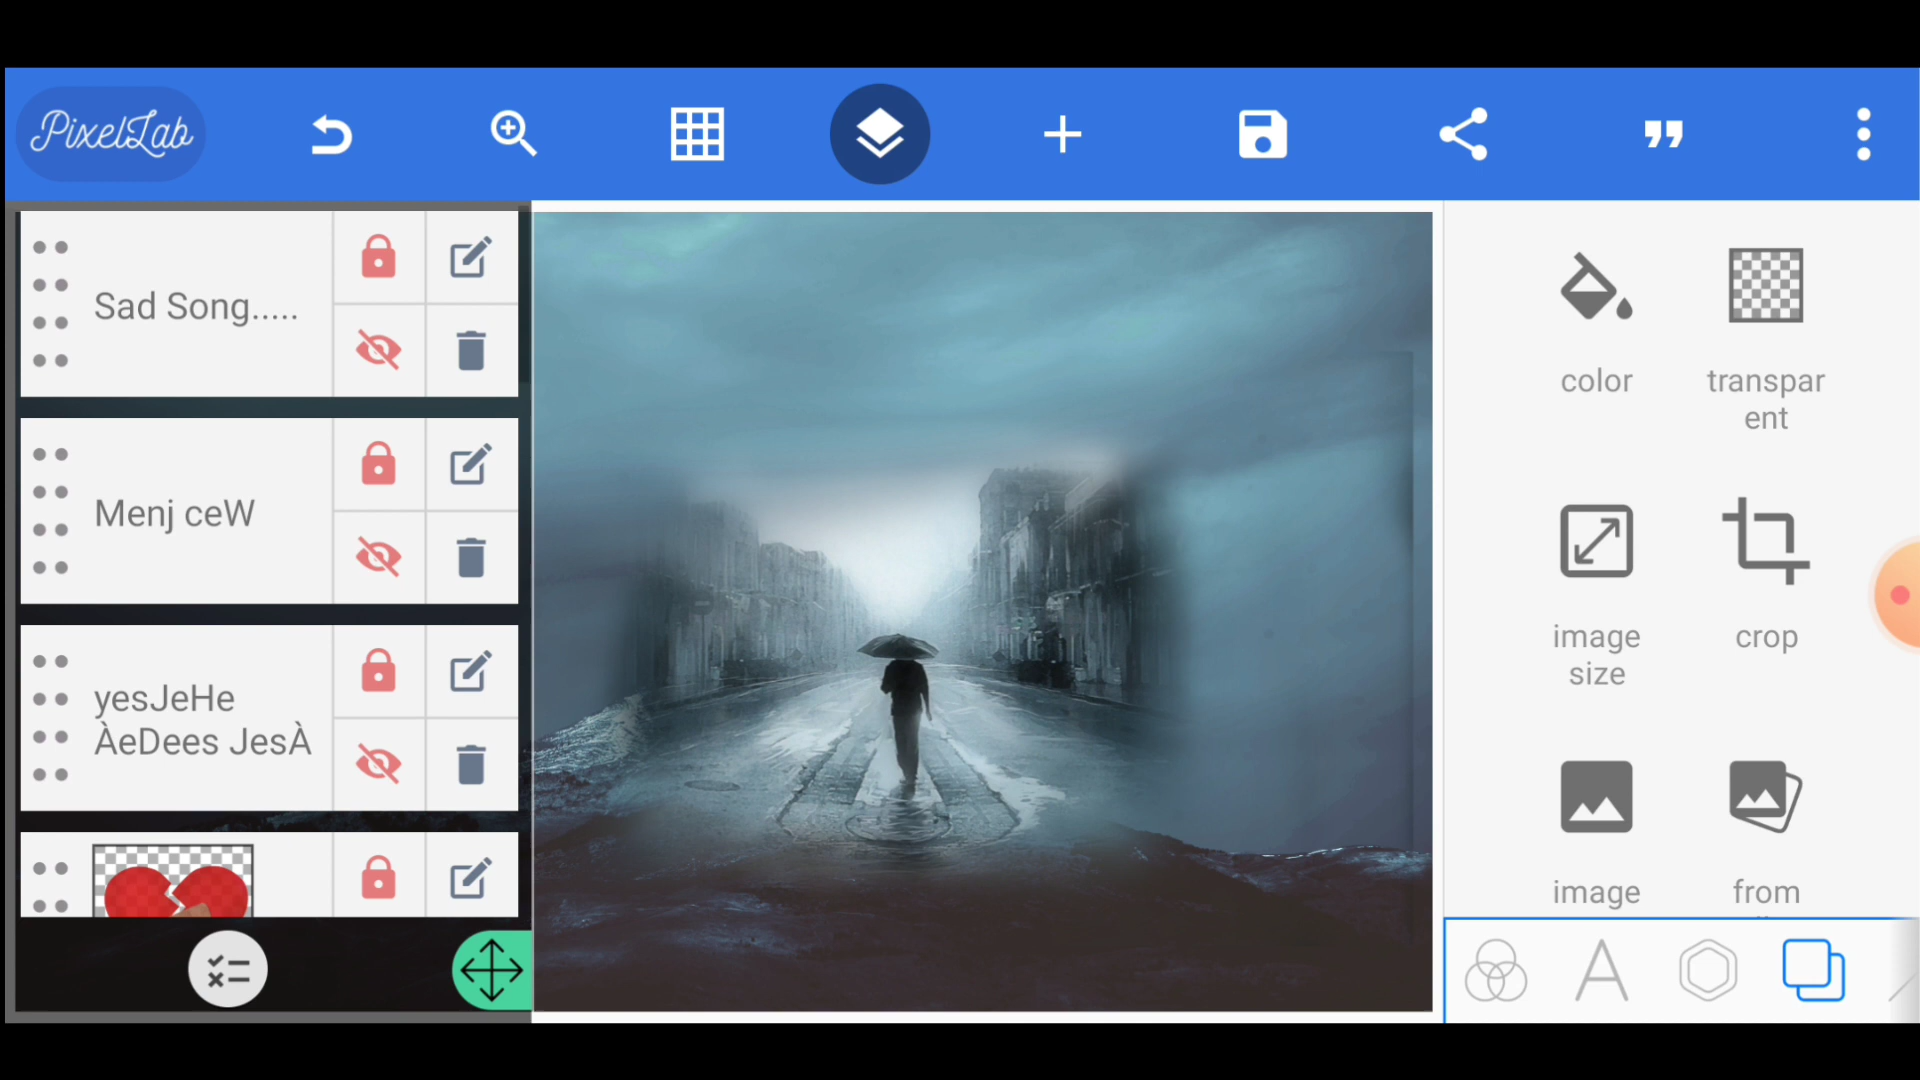 PixelLab
Sad Song.....
Menj ceW
yesJeHe
ÀeDees JesÀ
color
transpar
ent
image
size
crop
image
from